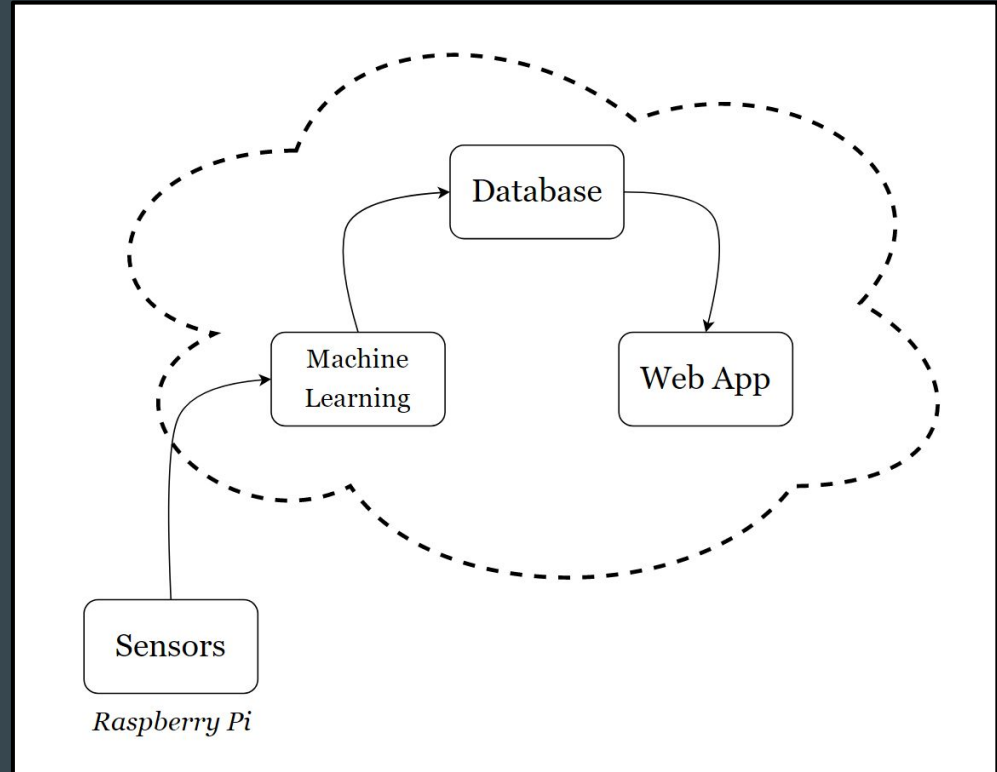 Database
Machine
Learning
Web App
Sensors
Raspberry Pi